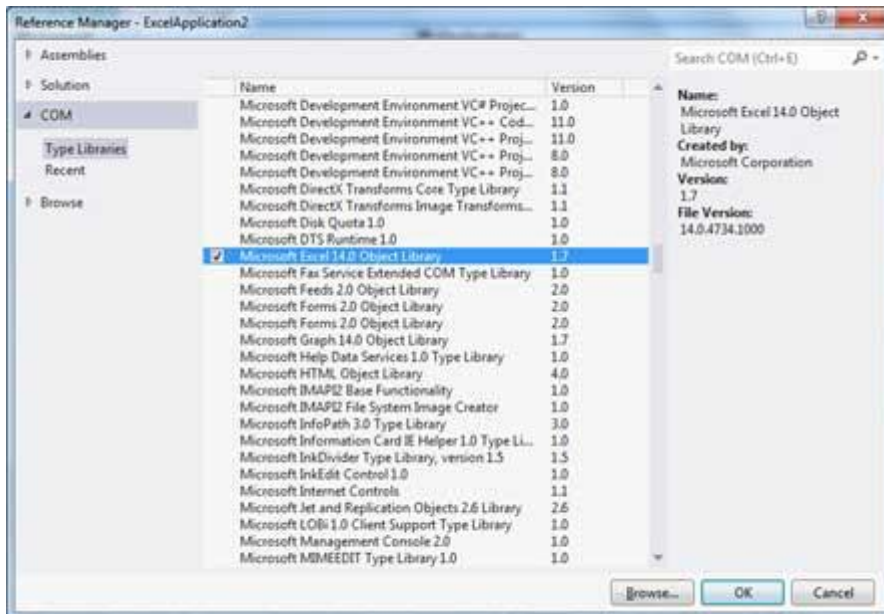 Reference Manager - ExcelApplication2
Assemblies
Solution
COM
Type Libraries
Recent
Browse
Search COM (Ctrl+E)
Name Version
Microsoft Development Environment VC# Projec... 1.0
Microsoft Development Environment VC++ Cod... 11.0
Microsoft Development Environment VC++ Proj... 11.0
Microsoft Development Environment VC++ Proj... 8.0
Microsoft Development Environment VC++ Proj... 8.0
Microsoft DirectX Transforms Core Type Library 1.1
Microsoft DirectX Transforms Image Transforms... 1.1
Microsoft Disk Quota 1.0 1.0
Microsoft DTS Runtime 1.0 1.0
Microsoft Excel 14.0 Object Library 1.7
Microsoft Fax Service Extended COM Type Library 1.0
Microsoft Feeds 2.0 Object Library 2.0
Microsoft Forms 2.0 Object Library 2.0
Microsoft Forms 2.0 Object Library 2.0
Microsoft Graph 14.0 Object Library 1.7
Microsoft Help Data Services 1.0 Type Library 1.0
Microsoft HTML Object Library 4.0
Microsoft IMAPI2 Base Functionality 1.0
Microsoft IMAPI2 File System Image Creator 1.0
Microsoft InfoPath 3.0 Type Library 3.0
Microsoft Information Card IE Helper 1.0 Type Li... 1.0
Microsoft InkDivider Type Library, version 1.5 1.5
Microsoft InkEdit Control 1.0 1.0
Microsoft Internet Controls 1.1
Microsoft Jet and Replication Objects 2.6 Library 2.6
Microsoft LOBi 1.0 Client Support Type Library 1.0
Microsoft Management Console 2.0 1.0
Microsoft MIMEEDIT Type Library 1.0 1.0
Name:
Microsoft Excel 14.0 Object
Library
Created by:
Microsoft Corporation
Version:
1.7
File Version:
14.0.4734.1000
Browse... OK Cancel